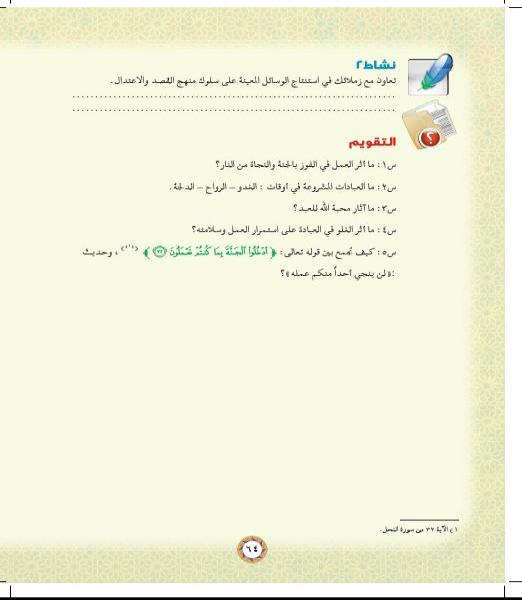 نشاط٢
تعاون مع زملائك في استنتاج الوسائل المعينة على سلوك منهج القصد والاعتدال .
التقويم
س١: ما أثر العمل في الفوز بالجنة والنجاة من النار؟
س٢: ما العبادات المشروعة في أوقات : الغدو – الرواح – الدلجة .
س٣: ما آثار محبة الله للعبد؟
س٤: ما أثر الغلو في العبادة على استمرار العمل وسلامته؟
س٥: كيف تجمع بين قوله تعالى: ﴿ ٱدۡخُلُواْ ٱلۡجَنَّةَ بِمَا كُنتُمۡ تَعۡمَلُونَ ﴿٣٢﴾ ﴾ ، وحديث
:«لن ينجي أحداً منكم عمله»؟
١) الآية ٣٢ من سورة النحل .
٦٤